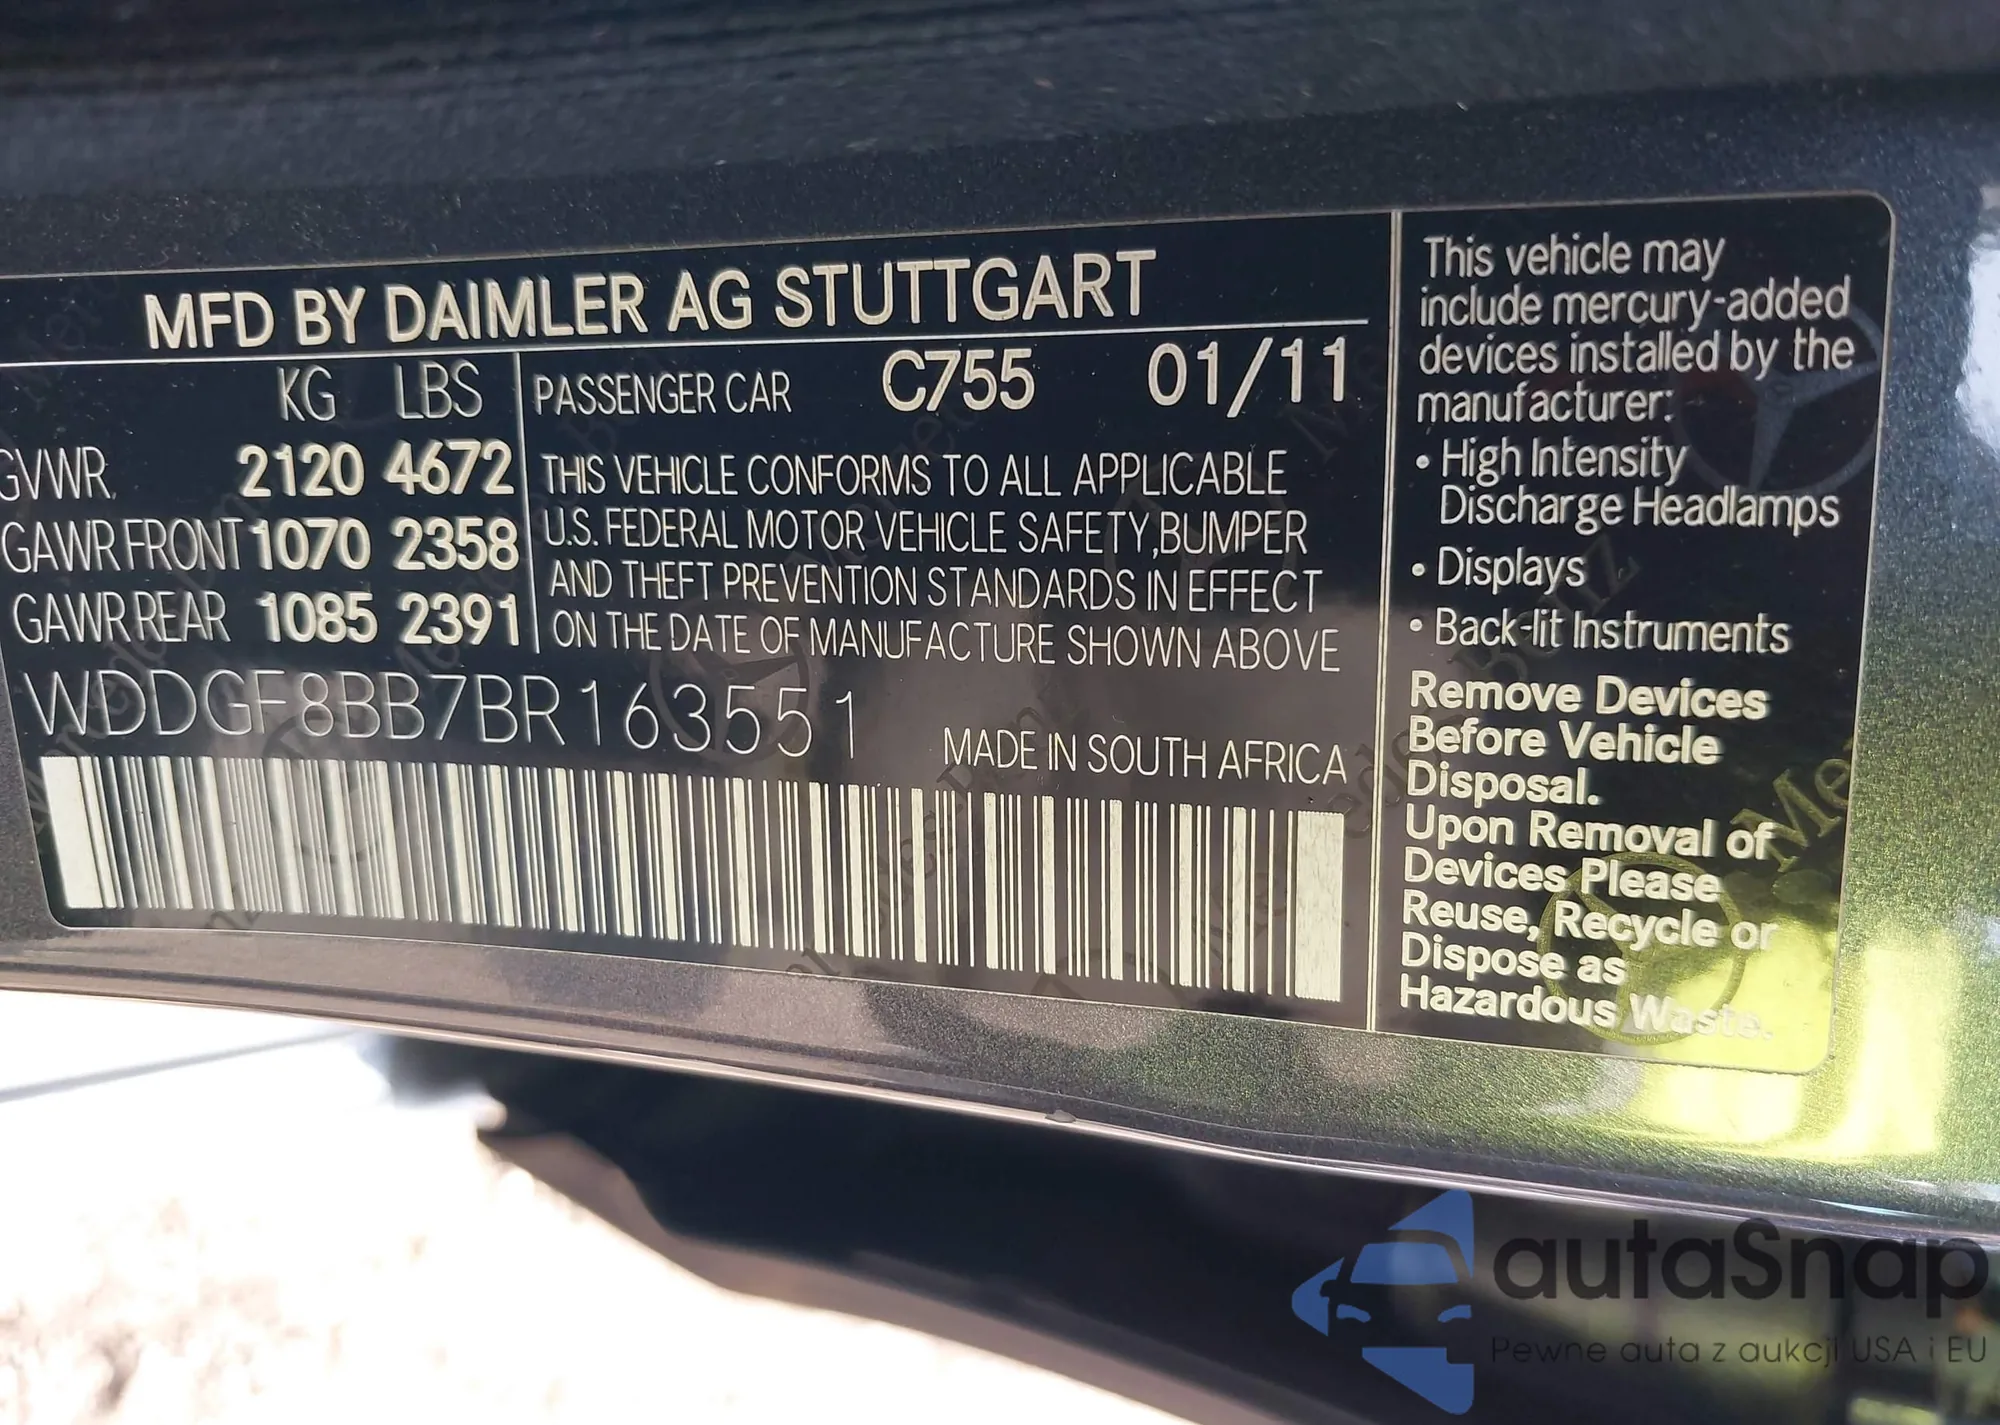 MFD BY DAIMLER AG STUTTGART
KG LBS
GVWR 2120 4672
GAWR FRONT 1070 2358
GAWR REAR 1085 2391
PASSENGER CAR C755 01/11
THIS VEHICLE CONFORMS TO ALL APPLICABLE
U.S. FEDERAL MOTOR VEHICLE SAFETY,BUMPER
AND THEFT PREVENTION STANDARDS IN EFFECT
ON THE DATE OF MANUFACTURE SHOWN ABOVE
WDDGF8BB7BR163551
MADE IN SOUTH AFRICA
This vehicle may
include mercury-added
devices installed by the
manufacturer:
• High Intensity
Discharge Headlamps
• Displays
• Back-lit Instruments
Remove Devices
Before Vehicle
Disposal.
Upon Removal of
Devices Please
Reuse, Recycle or
Dispose as
Hazardous Waste.
autaSnap
Pewne auta z aukcji USA i EU